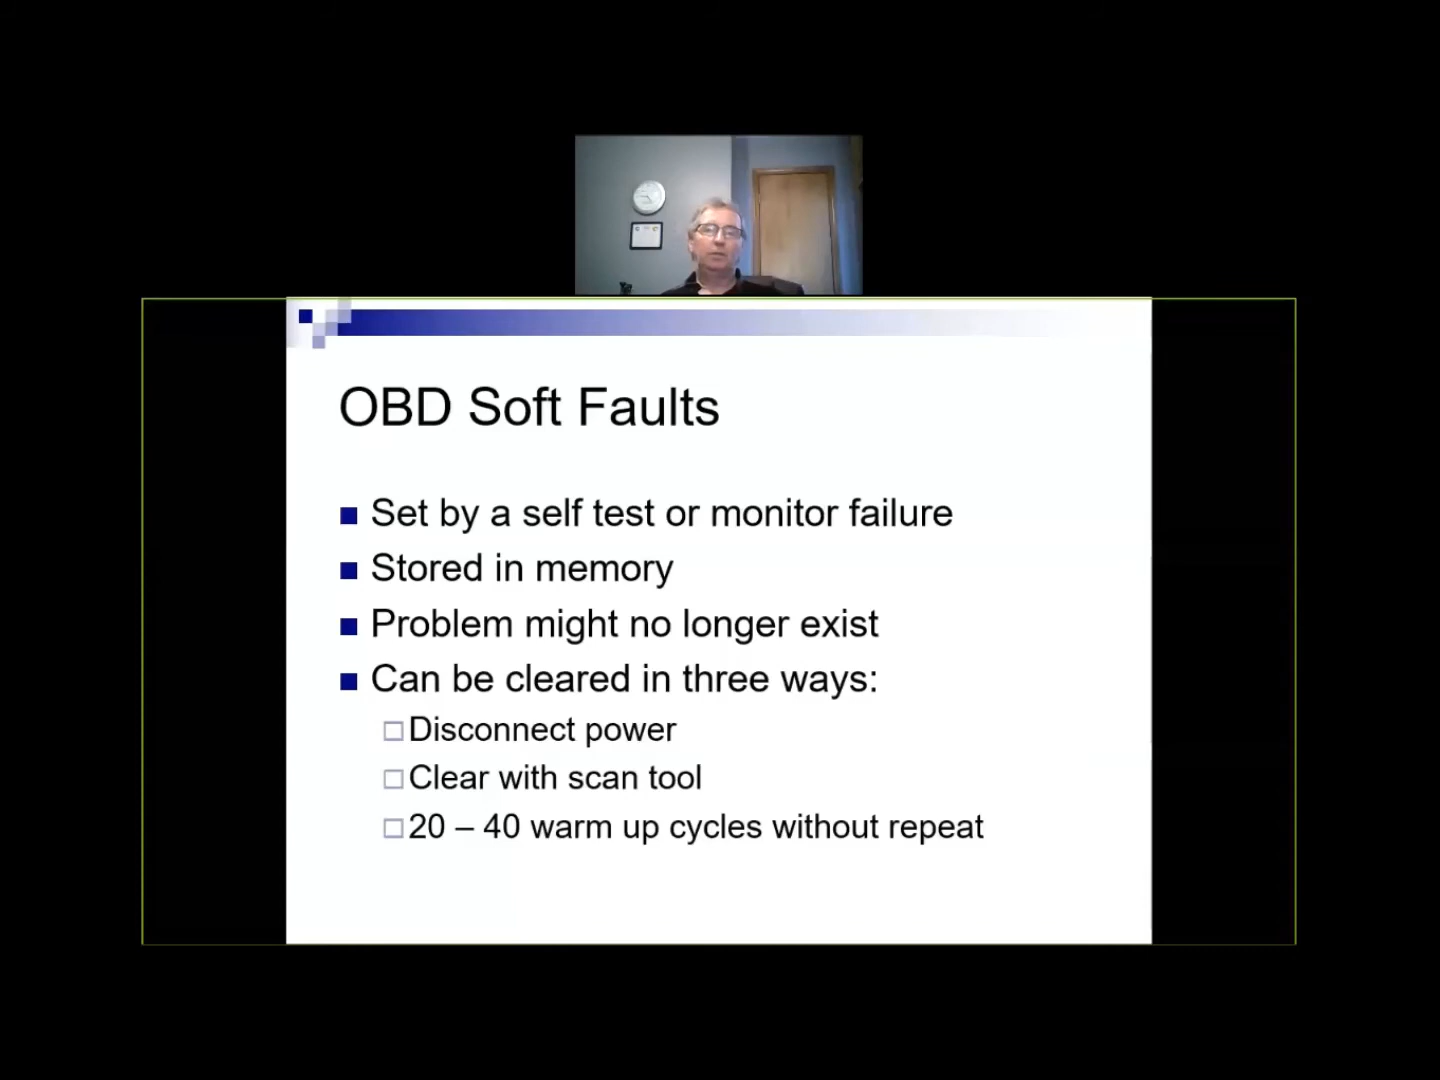 OBD Soft Faults
Set by a self test or monitor failure
Stored in memory
Problem might no longer exist
Can be cleared in three ways:
Disconnect power
Clear with scan tool
20 – 40 warm up cycles without repeat